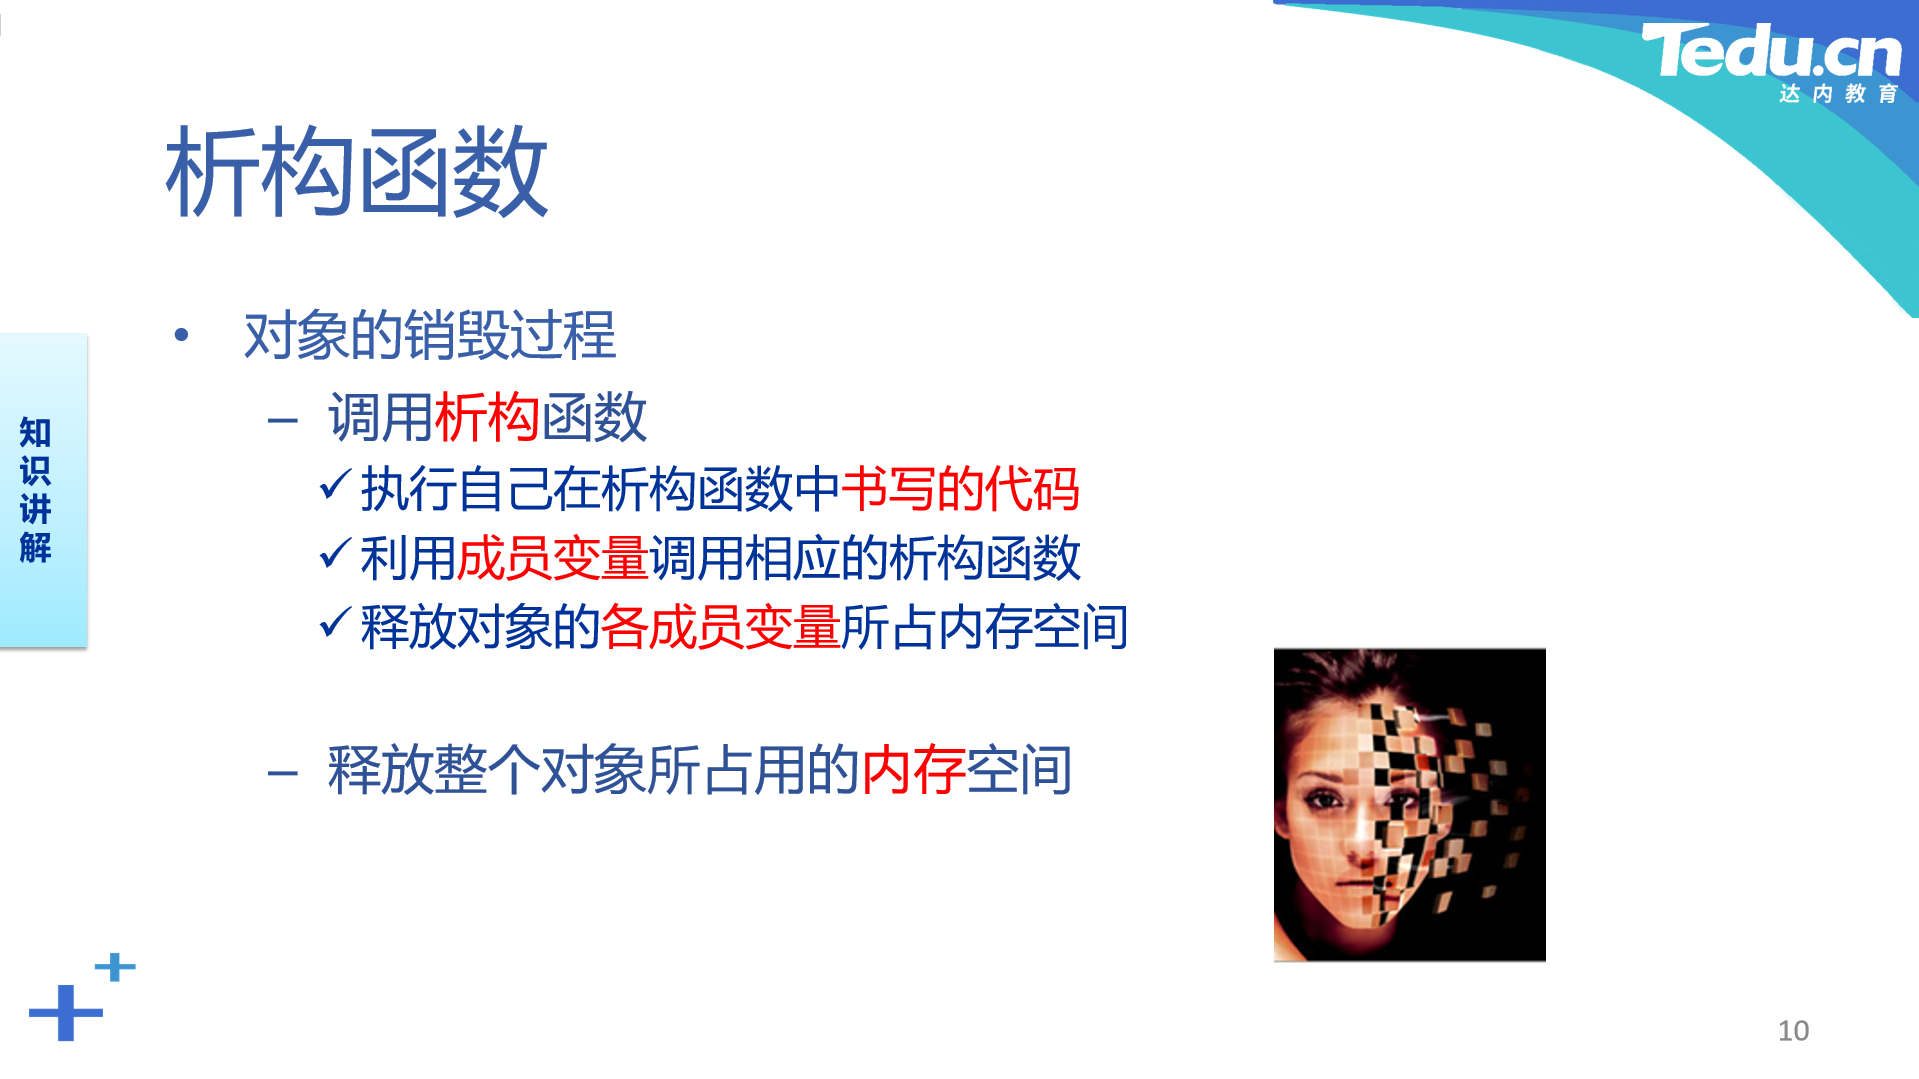 Tedu.cn
达内教育
析构函数
• 对象的销毁过程
– 调用析构函数
✓ 执行自己在析构函数中书写的代码
✓ 利用成员变量调用相应的析构函数
✓ 释放对象的各成员变量所占内存空间
– 释放整个对象所占用的内存空间
知
识
讲
解
10